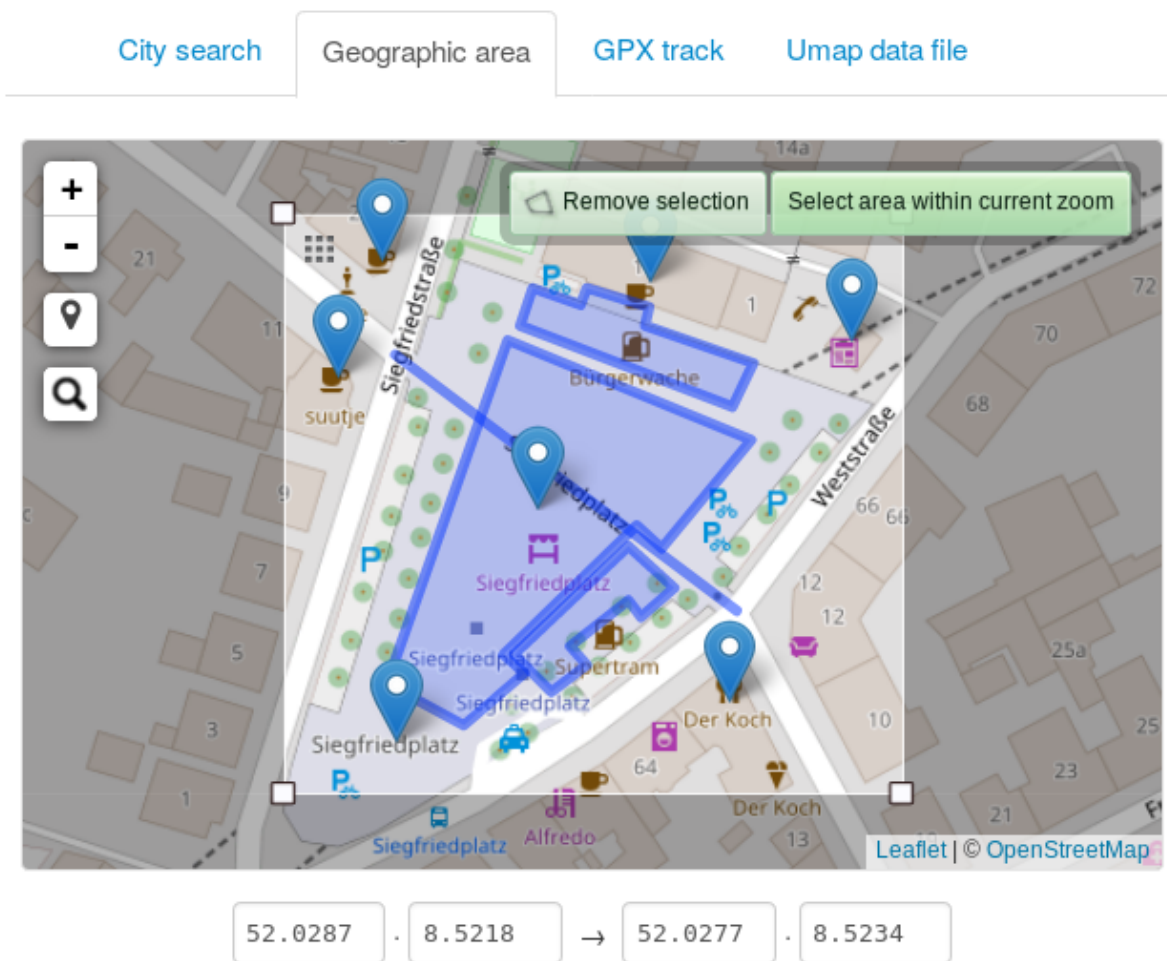 City search
Geographic area
GPX track
Umap data file
+
-
Remove selection
Select area within current zoom
14a
21
11
1
72
70
68
Siegfriedstraße
Bürgerwache
suutje
Weststraße
9
66
66
Siegfriedplatz
7
12
12
5
Siegfriedplatz
Supertram
25a
Siegfriedplatz
Der Koch
3
10
25
Siegfriedplatz
64
23
1
Der Koch
21
Siegfriedplatz
Alfredo
13
Leaflet | © OpenStreetMap
52.0287 . 8.5218 → 52.0277 . 8.5234